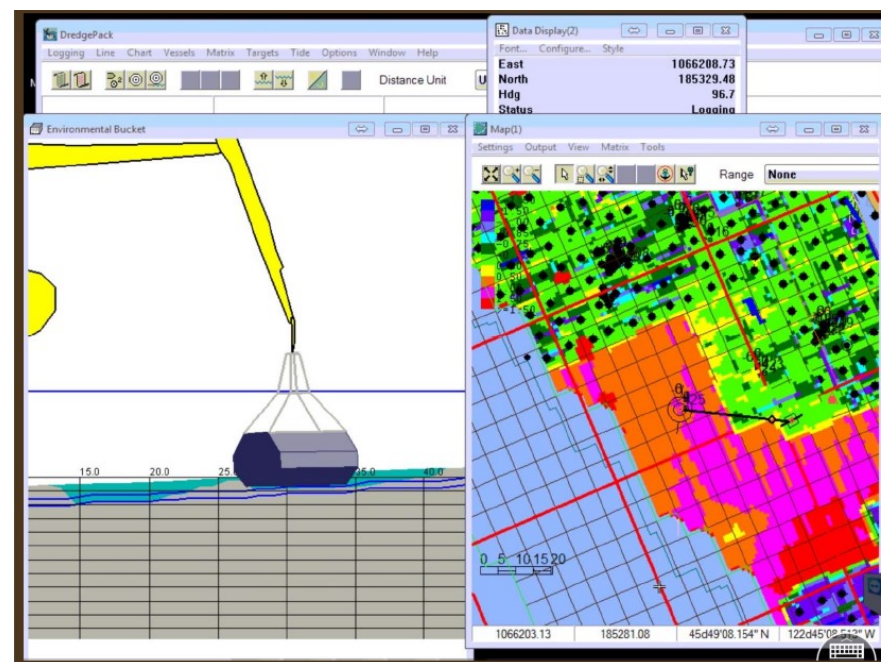 DredgePack
Logging Line Chart Vessels Matrix Targets Tide Options Window Help
Distance Unit
Data Display(2)
Font... Configure... Style
East 1066208.73
North 185329.48
Hdg 96.7
Status Logging
Environmental Bucket
15.0 20.0 40.0
Map(1)
Settings Output View Matrix Tools
Range None
0 5 10 15 20
1066203.13 185281.08 45d49'08.154" N 122d45'08.513" W